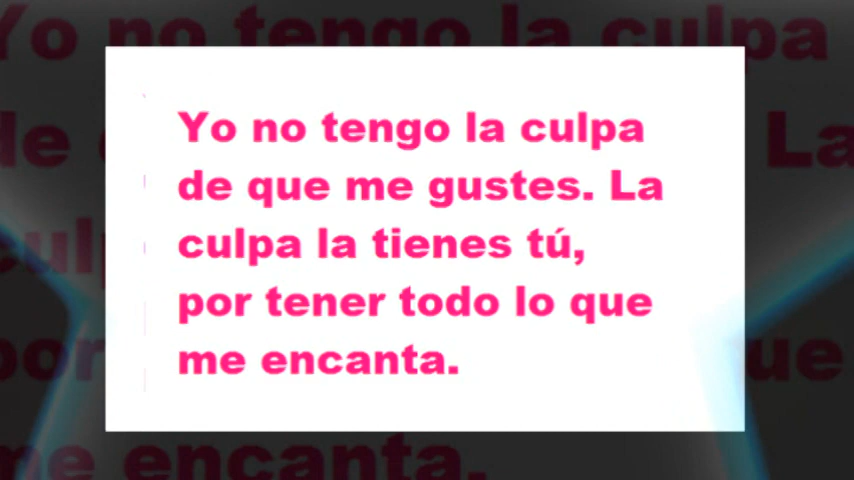 Yo no tengo la culpa
de que me gustes. La
culpa la tienes tú,
por tener todo lo que
me encanta.